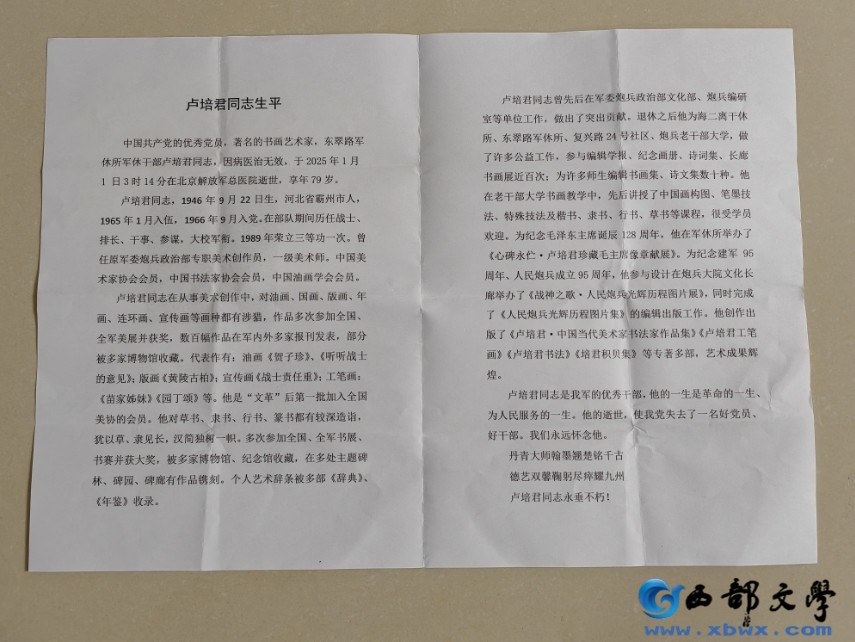 卢培君同志生平
中国共产党的优秀党员，著名的书画艺术家，东翠路军
休所军休干部卢培君同志，因病医治无效，于 2025 年 1 月
1 日 3 时 14 分在北京解放军总医院逝世，享年 79 岁。
卢培君同志，1946 年 9 月 22 日生，河北省霸州市人，
1965 年 1 月入伍，1966 年 9 月入党。在部队期间历任战士、
排长、干事、参谋，大校军衔。1989 年荣立三等功一次。曾
任原军委炮兵政治部专职美术创作员，一级美术师。中国美
术家协会会员，中国书法家协会会员，中国油画学会会员。
卢培君同志在从事美术创作中，对油画、国画、版画、年
画、连环画、宣传画等画种都有涉猎，作品多次参加全国、
全军美展并获奖，数百幅作品在军内外多家报刊发表，部分
被多家博物馆收藏。代表作有：油画《贺子珍》、《听听战士
的意见》；版画《黄陵古柏》；宣传画《战士责任重》；工笔画：
《苗家姊妹》《园丁颂》等。他是“文革”后第一批加入全国
美协的会员。他对草书、隶书、行书、篆书都有较深造诣，
犹以草、隶见长，汉简独树一帜。多次参加全国、全军书展、
书赛并获大奖，被多家博物馆、纪念馆收藏，在多处主题碑
林、碑园、碑廊有作品镌刻。个人艺术辞条被多部《辞典》、
《年鉴》收录。
卢培君同志曾先后在军委炮兵政治部文化部、炮兵编研
室等单位工作，做出了突出贡献，退休之后他为海二离干休
所、东翠路军休所、复兴路 24 号社区、炮兵老干部大学，做
了许多公益工作，参与编辑学报、纪念画册、诗词集、长廊
书画展近百次；为许多师生编辑书画集、诗文集数十种。他
在老干部大学书画教学中，先后讲授了中国画构图、笔墨技
法、特殊技法及楷书、隶书、行书、草书等课程，很受学员
欢迎。为纪念毛泽东主席诞辰 128 周年，他在军休所举办了
《心碑永伫·卢培君珍藏毛主席像章献展》。为纪念建军 95
周年、人民炮兵成立 95 周年，他参与设计在炮兵大院文化长
廊举办了《战神之歌·人民炮兵光辉历程图片展》，同时完成
了《人民炮兵光辉历程图片集》的编辑出版工作。他创作出
版了《卢培君·中国当代美术家书法家作品集》《卢培君工笔
画》《卢培君书法》《培君积贝集》等专著多部，艺术成果辉
煌。
卢培君同志是我军的优秀干部，他的一生是革命的一生、
为人民服务的一生。他的逝世，使我党失去了一名好党员、
好干部。我们永远怀念他。
丹青大师翰墨翘楚铭千古
德艺双馨鞠躬尽瘁耀九州
卢培君同志永垂不朽！
西部文學
www.xbwx.com